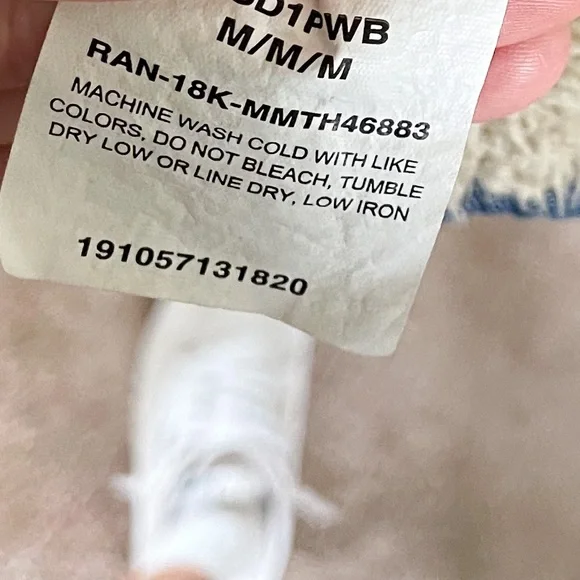 M/M/M
RAN-18K-MMTH46883
MACHINE WASH COLD WITH LIKE
COLORS, DO NOT BLEACH, TUMBLE
DRY LOW OR LINE DRY, LOW IRON
191057131820